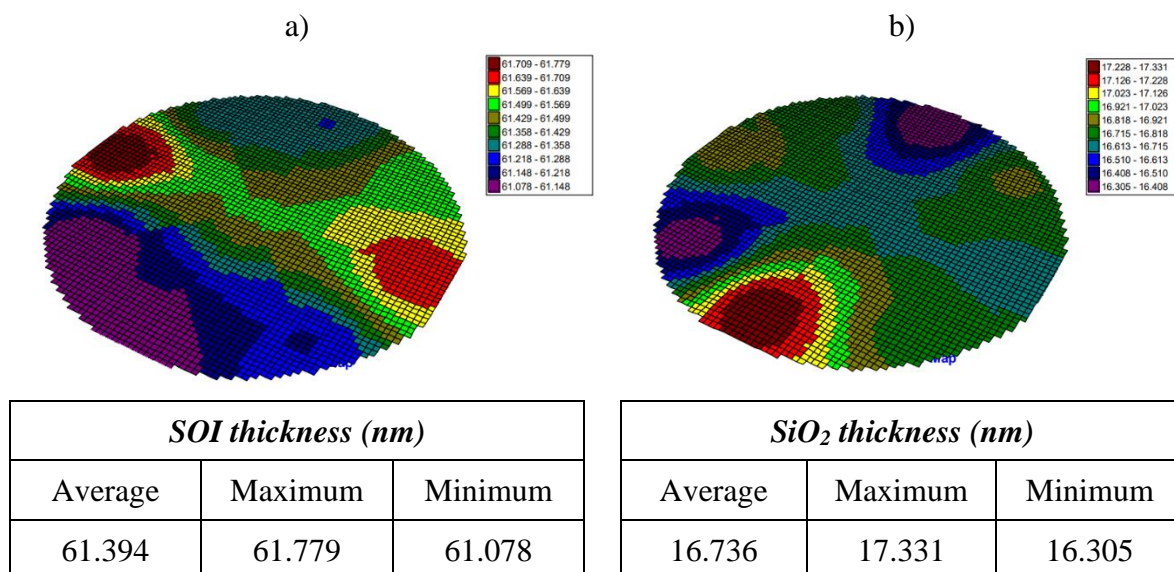 a)
61.709 - 61.779
61.639 - 61.709
61.569 - 61.639
61.499 - 61.569
61.429 - 61.499
61.358 - 61.429
61.288 - 61.358
61.218 - 61.288
61.148 - 61.218
61.078 - 61.148
b)
17.228 - 17.331
17.126 - 17.228
17.023 - 17.126
16.921 - 17.023
16.818 - 16.921
16.715 - 16.818
16.613 - 16.715
16.510 - 16.613
16.408 - 16.510
16.305 - 16.408
SOI thickness (nm)
Average Maximum Minimum
61.394 61.779 61.078
SiO₂ thickness (nm)
Average Maximum Minimum
16.736 17.331 16.305